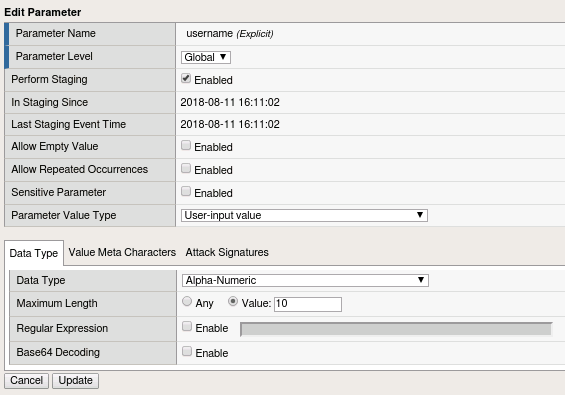 Edit Parameter
Parameter Name username (Explicit)
Parameter Level Global
Perform Staging Enabled
In Staging Since 2018-08-11 16:11:02
Last Staging Event Time 2018-08-11 16:11:02
Allow Empty Value Enabled
Allow Repeated Occurrences Enabled
Sensitive Parameter Enabled
Parameter Value Type User-input value
Data Type Value Meta Characters Attack Signatures
Data Type Alpha-Numeric
Maximum Length Any Value: 10
Regular Expression Enable
Base64 Decoding Enable
Cancel Update